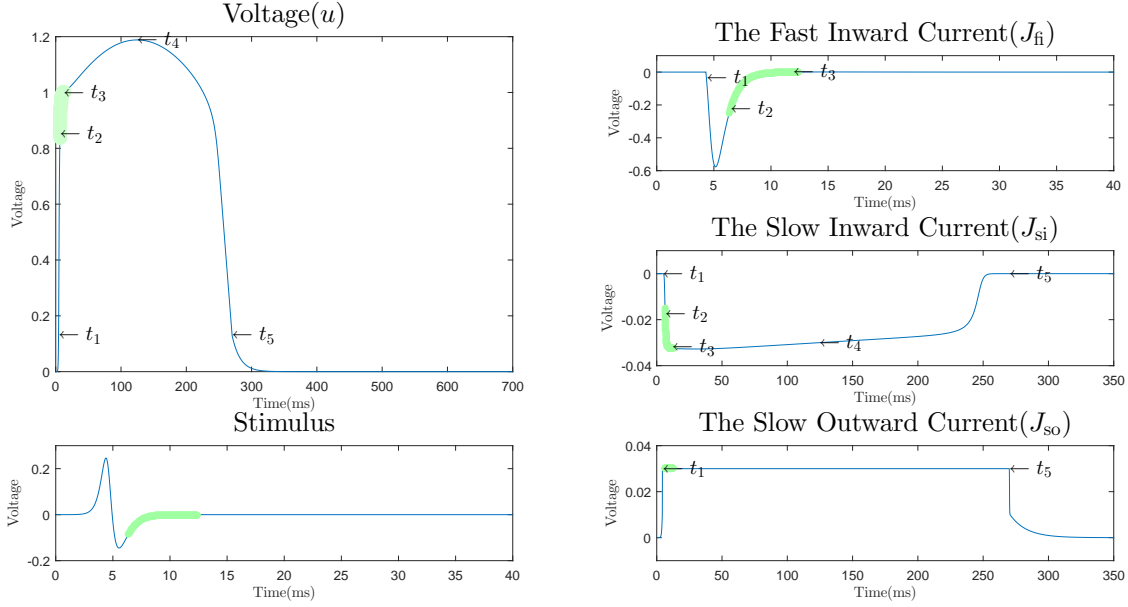 Voltage(u)
1.2
1
0.8
0.6
0.4
0.2
0
Voltage
← t4
← t3
← t2
← t1
← t5
0 100 200 300 400 500 600 700
Time(ms)
Stimulus
0.2
0
-0.2
Voltage
0 5 10 15 20 25 30 35 40
Time(ms)
The Fast Inward Current(Jfi)
0
-0.2
-0.4
-0.6
Voltage
← t1
← t3
← t2
0 5 10 15 20 25 30 35 40
Time(ms)
The Slow Inward Current(Jsi)
0
-0.02
-0.04
Voltage
← t1
← t5
← t2
← t3
← t4
0 50 100 150 200 250 300 350
Time(ms)
The Slow Outward Current(Jso)
0.04
0.02
0
Voltage
← t1
← t5
0 50 100 150 200 250 300 350
Time(ms)